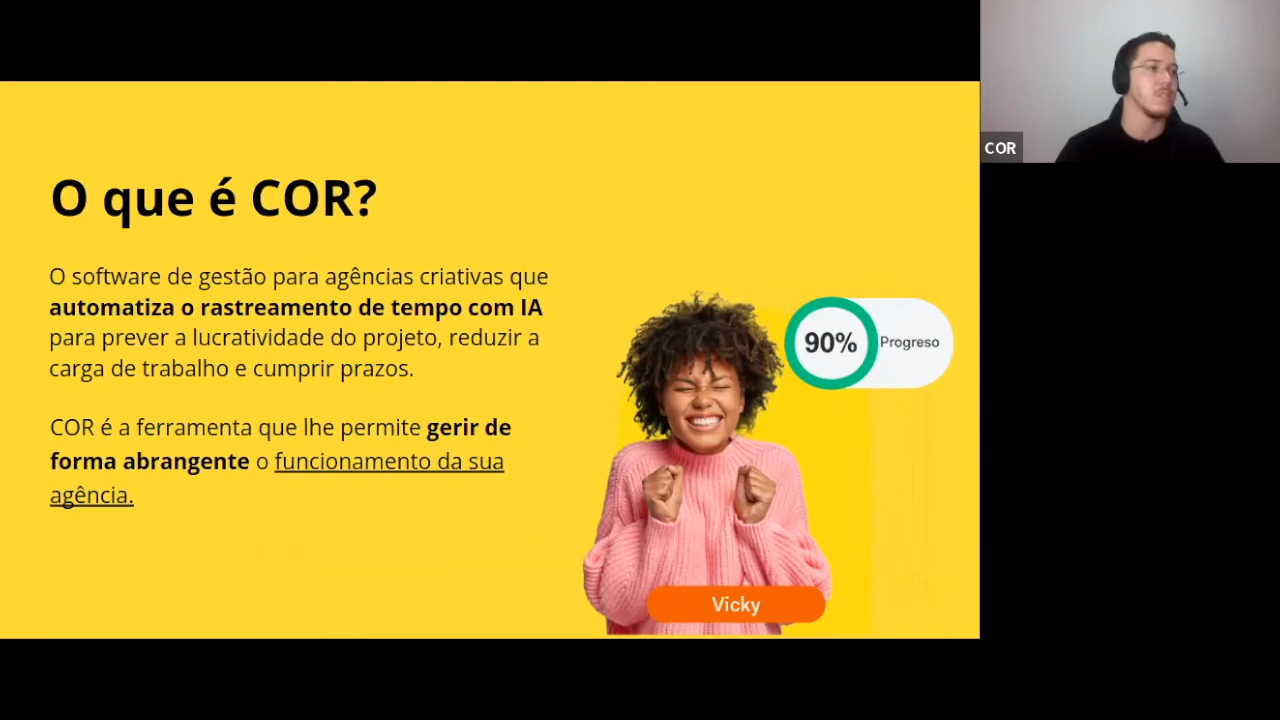 O que é COR?
O software de gestão para agências criativas que
automatiza o rastreamento de tempo com IA
para prever a lucratividade do projeto, reduzir a
carga de trabalho e cumprir prazos.
COR é a ferramenta que lhe permite gerir de
forma abrangente o funcionamento da sua
agência.
90% Progreso
Vicky
COR